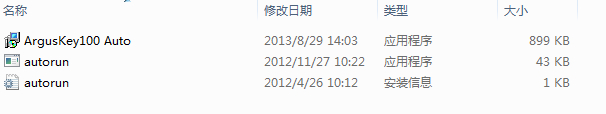 名称 修改日期 类型 大小
ArgusKey100 Auto 2013/8/29 14:03 应用程序 899 KB
autorun 2012/11/27 10:22 应用程序 43 KB
autorun 2012/4/26 10:12 安装信息 1 KB